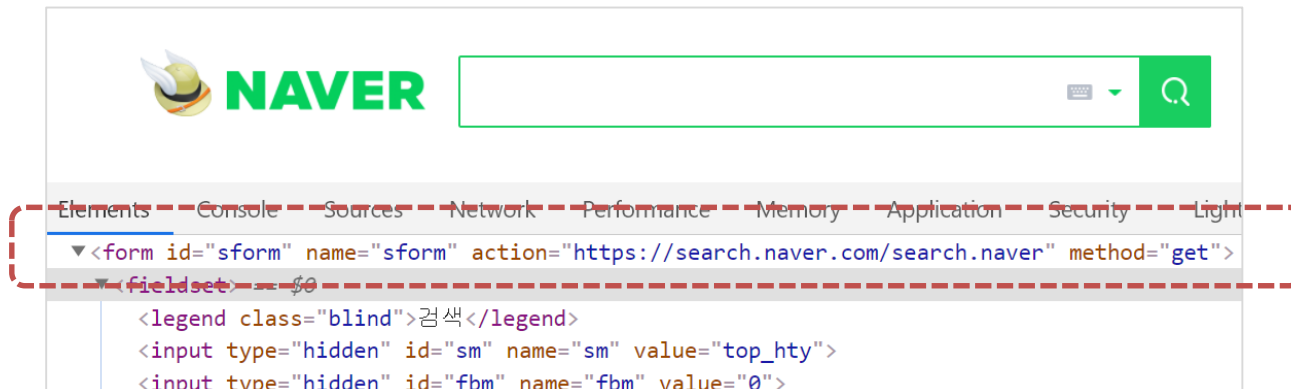 NAVER
Elements Console Sources Network Performance Memory Application Security Light
▼<form id="sform" name="sform" action="https://search.naver.com/search.naver" method="get">
▼<fieldset> == $0
<legend class="blind">검색</legend>
<input type="hidden" id="sm" name="sm" value="top_hty">
<input type="hidden" id="fbm" name="fbm" value="0">